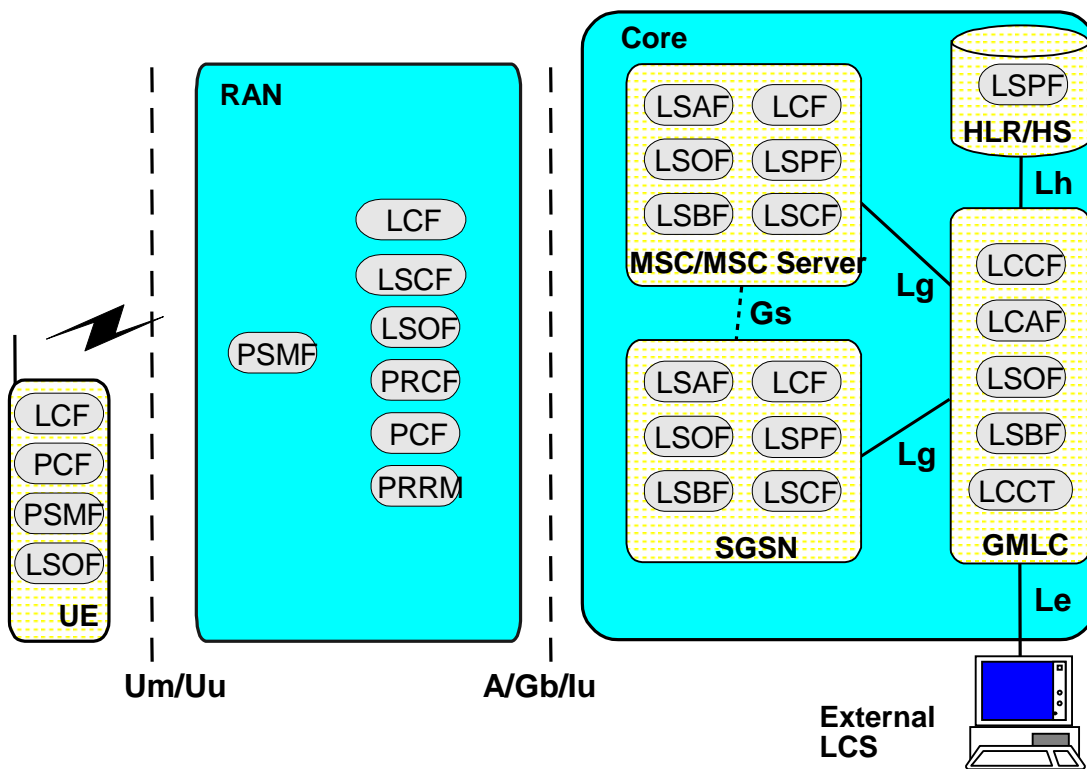 Core
RAN
LSAF
LCF
LSOF
LSPF
LSBF
LSCF
MSC/MSC Server
LSPF
HLR/HS
Lh
Lg
Gs
LCF
LSCF
LSOF
PRCF
PCF
PRRM
PSMF
LCF
PCF
PSMF
LSOF
UE
LSAF
LCF
LSOF
LSPF
LSBF
LSCF
SGSN
Lg
LCCF
LCAF
LSOF
LSBF
LCCT
GMLC
Le
Um/Uu
A/Gb/Iu
External
LCS